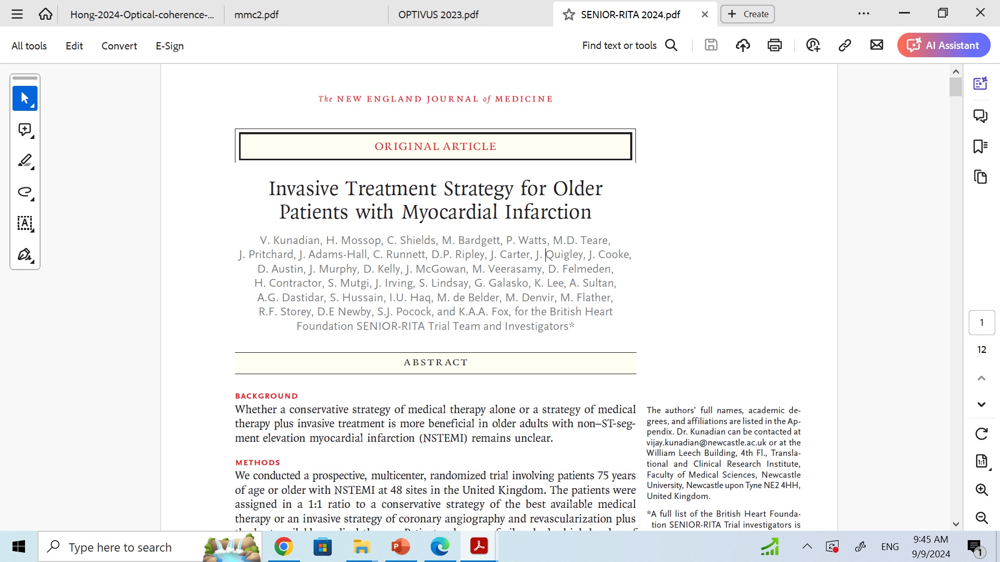 Hong-2024-Optical-coherence-...
mmc2.pdf
OPTIVUS 2023.pdf
SENIOR-RITA 2024.pdf
Create
All tools
Edit
Convert
E-Sign
Find text or tools
AI Assistant
The NEW ENGLAND JOURNAL of MEDICINE
ORIGINAL ARTICLE
Invasive Treatment Strategy for Older
Patients with Myocardial Infarction
V. Kunadian, H. Mossop, C. Shields, M. Bardgett, P. Watts, M.D. Teare,
J. Pritchard, J. Adams-Hall, C. Runnett, D.P. Ripley, J. Carter, J. Quigley, J. Cooke,
D. Austin, J. Murphy, D. Kelly, J. McGowan, M. Veerasamy, D. Felmeden,
H. Contractor, S. Mutgi, J. Irving, S. Lindsay, G. Galasko, K. Lee, A. Sultan,
A.G. Dastidar, S. Hussain, I.U. Haq, M. de Belder, M. Denvir, M. Flather,
R.F. Storey, D.E Newby, S.J. Pocock, and K.A.A. Fox, for the British Heart
Foundation SENIOR-RITA Trial Team and Investigators*
ABSTRACT
BACKGROUND
Whether a conservative strategy of medical therapy alone or a strategy of medical
therapy plus invasive treatment is more beneficial in older adults with non–ST-seg-
ment elevation myocardial infarction (NSTEMI) remains unclear.
METHODS
We conducted a prospective, multicenter, randomized trial involving patients 75 years
of age or older with NSTEMI at 48 sites in the United Kingdom. The patients were
assigned in a 1:1 ratio to a conservative strategy of the best available medical
therapy or an invasive strategy of coronary angiography and revascularization plus
The authors' full names, academic de-
grees, and affiliations are listed in the Ap-
pendix. Dr. Kunadian can be contacted at
vijay.kunadian@newcastle.ac.uk or at the
William Leech Building, 4th Fl., Transla-
tional and Clinical Research Institute,
Faculty of Medical Sciences, Newcastle
University, Newcastle upon Tyne NE2 4HH,
United Kingdom.
*A full list of the British Heart Founda-
tion SENIOR-RITA Trial investigators is
1
12
Type here to search
ENG
9:45 AM
9/9/2024
1